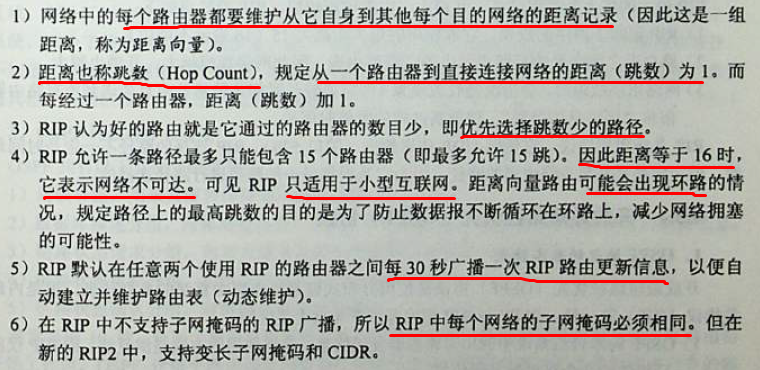 1）网络中的每个路由器都要维护从它自身到其他每个目的网络的距离记录（因此这是一组
距离，称为距离向量）。
2）距离也称跳数（Hop Count），规定从一个路由器到直接连接网络的距离（跳数）为 1。而
每经过一个路由器，距离（跳数）加 1。
3）RIP 认为好的路由就是它通过的路由器的数目少，即优先选择跳数少的路径。
4）RIP 允许一条路径最多只能包含 15 个路由器（即最多允许 15 跳）。因此距离等于 16 时，
它表示网络不可达。可见 RIP 只适用于小型互联网。距离向量路由可能会出现环路的情
况，规定路径上的最高跳数的目的是为了防止数据报不断循环在环路上，减少网络拥塞
的可能性。
5）RIP 默认在任意两个使用 RIP 的路由器之间每 30 秒广播一次 RIP 路由更新信息，以便自
动建立并维护路由表（动态维护）。
6）在 RIP 中不支持子网掩码的 RIP 广播，所以 RIP 中每个网络的子网掩码必须相同。但在
新的 RIP2 中，支持变长子网掩码和 CIDR。